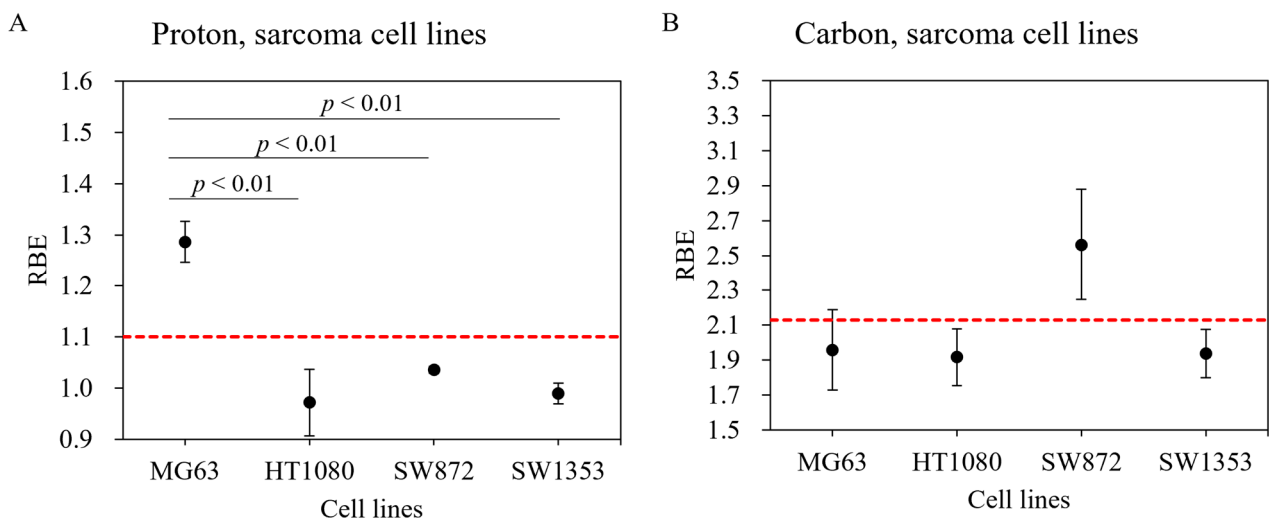 A
Proton, sarcoma cell lines
1.6
1.5
1.4
1.3
1.2
1.1
1.0
0.9
RBE
p < 0.01
p < 0.01
p < 0.01
MG63 HT1080 SW872 SW1353
Cell lines
B
Carbon, sarcoma cell lines
3.5
3.3
3.1
2.9
2.7
2.5
2.3
2.1
1.9
1.7
1.5
RBE
MG63 HT1080 SW872 SW1353
Cell lines